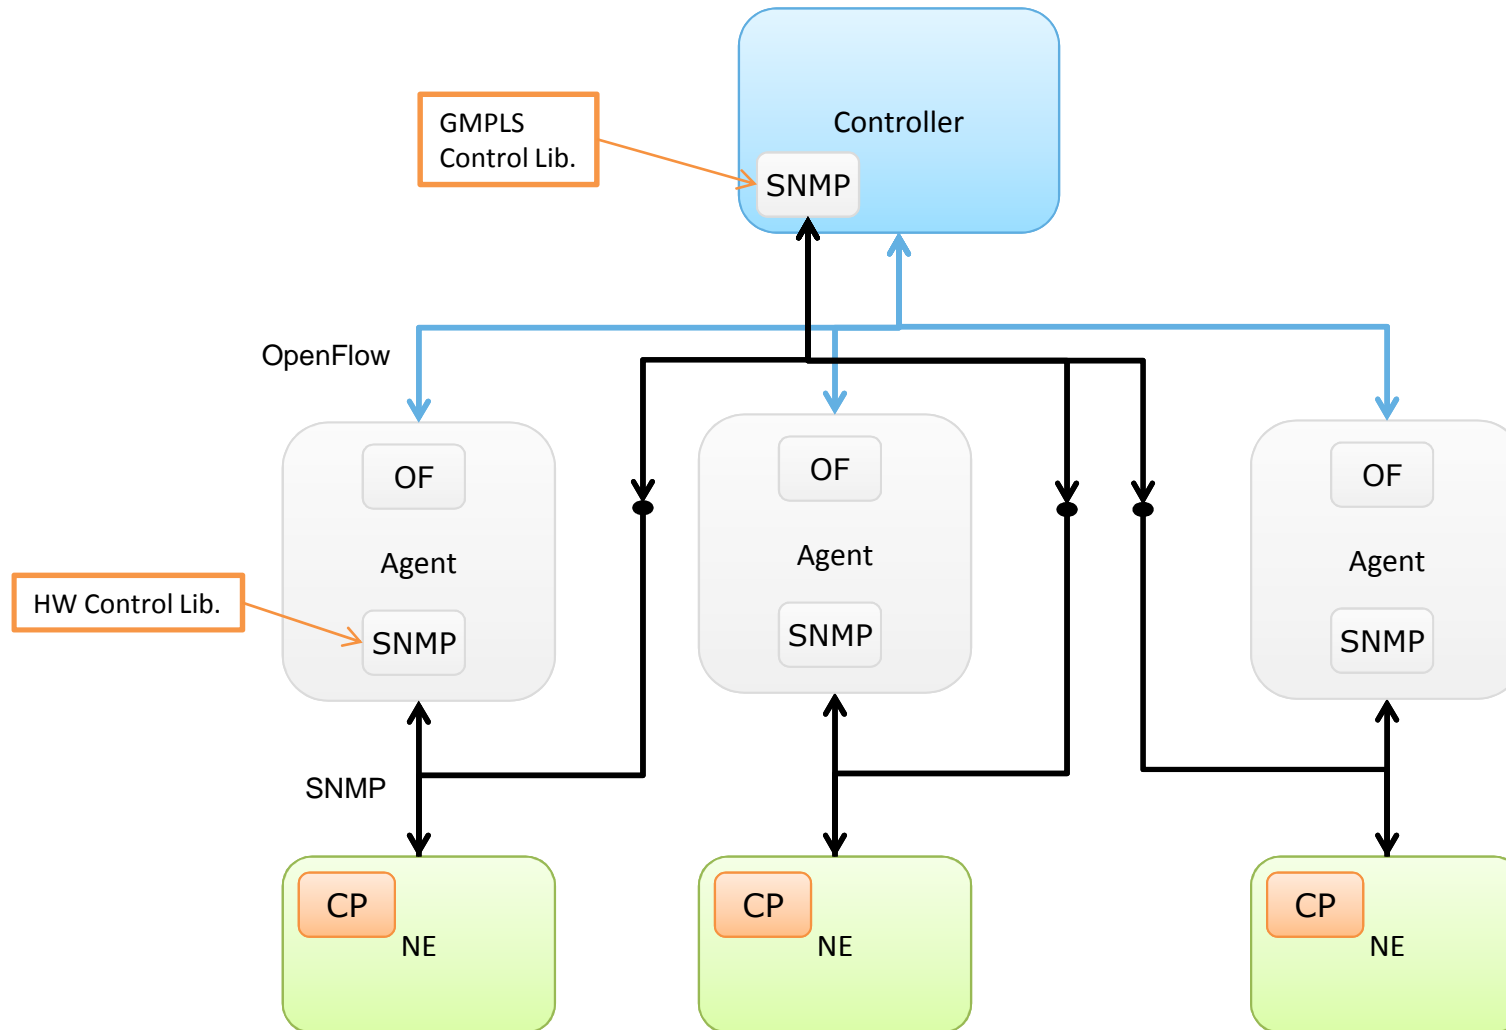 Controller
GMPLS
Control Lib.
SNMP
OpenFlow
OF
OF
OF
Agent
Agent
Agent
HW Control Lib.
SNMP
SNMP
SNMP
SNMP
CP
CP
CP
NE
NE
NE